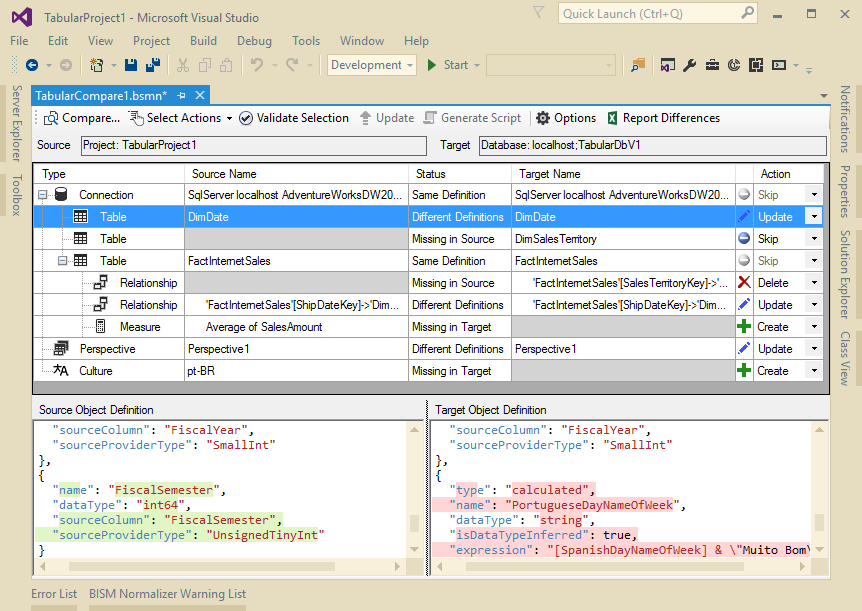 TabularProject1 - Microsoft Visual Studio
Quick Launch (Ctrl+Q)
File Edit View Project Build Debug Tools Window Help
Development Start
Server Explorer
Toolbox
Notifications
Properties
Solution Explorer
Class View
TabularCompare1.bsmn*
Compare... Select Actions Validate Selection Update Generate Script Options Report Differences
Source Project: TabularProject1 Target Database: localhost;TabularDbV1
Type Source Name Status Target Name Action
Connection SqlServer localhost AdventureWorksDW20... Same Definition SqlServer localhost AdventureWorksDW20... Skip
Table DimDate Different Definitions DimDate Update
Table Missing in Source DimSalesTerritory Skip
Table FactInternetSales Same Definition FactInternetSales Skip
Relationship Missing in Source 'FactInternetSales'[SalesTerritoryKey]->'... Delete
Relationship 'FactInternetSales'[ShipDateKey]->'Dim... Different Definitions 'FactInternetSales'[ShipDateKey]->'Dim... Update
Measure Average of SalesAmount Missing in Target Create
Perspective Perspective1 Different Definitions Perspective1 Update
Culture pt-BR Missing in Target Create
Source Object Definition
"sourceColumn": "FiscalYear",
"sourceProviderType": "SmallInt"
},
{
"name": "FiscalSemester",
"dataType": "int64",
"sourceColumn": "FiscalSemester",
"sourceProviderType": "UnsignedTinyInt"
}
Target Object Definition
"sourceColumn": "FiscalYear",
"sourceProviderType": "SmallInt"
},
{
"type": "calculated",
"name": "PortugueseDayNameOfWeek",
"dataType": "string",
"isDataTypeInferred": true,
"expression": "[SpanishDayNameOfWeek] & \"Muito Bom\
Error List BISM Normalizer Warning List